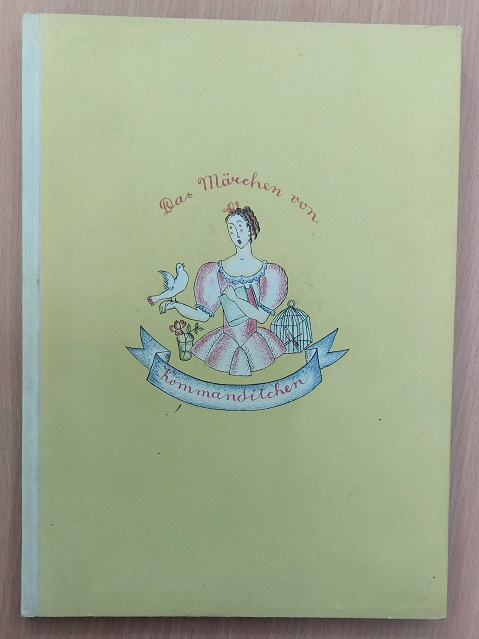 Das Märchen von
Kommanditchen